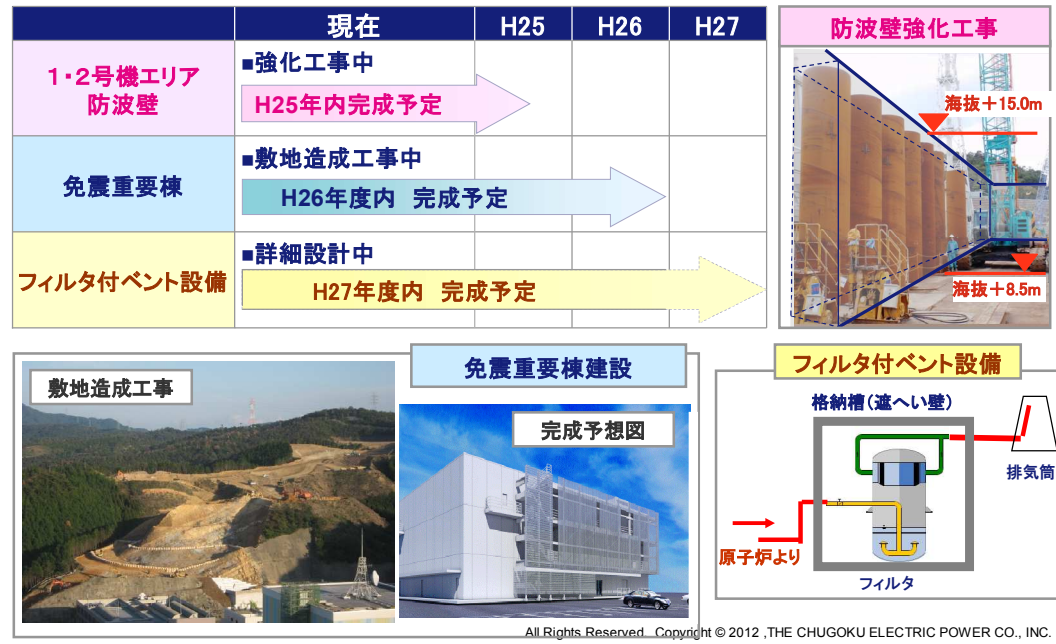 現在 H25 H26 H27
1・2号機エリア
防波壁
■強化工事中
H25年内完成予定
免震重要棟
■敷地造成工事中
H26年度内 完成予定
フィルタ付ベント設備
■詳細設計中
H27年度内 完成予定
防波壁強化工事
海抜+15.0m
海抜+8.5m
免震重要棟建設
敷地造成工事
完成予想図
フィルタ付ベント設備
格納槽(遮へい壁)
排気筒
原子炉より
フィルタ
All Rights Reserved. Copyright © 2012 ,THE CHUGOKU ELECTRIC POWER CO., INC.